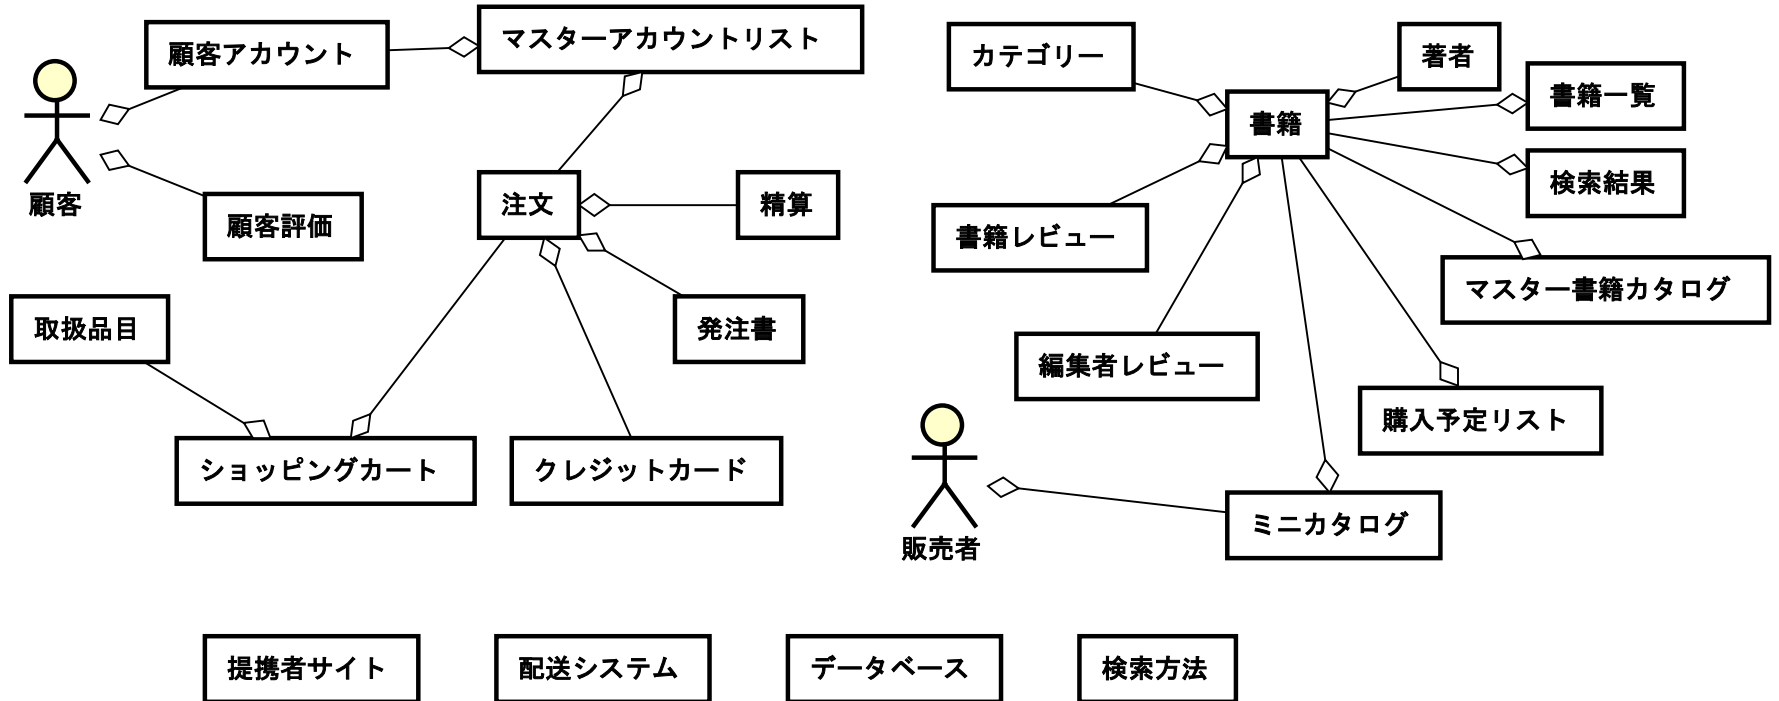 顧客アカウント
マスターアカウントリスト
カテゴリー
著者
書籍一覧
書籍
検索結果
顧客
顧客評価
注文
精算
書籍レビュー
マスター書籍カタログ
取扱品目
発注書
編集者レビュー
購入予定リスト
ショッピングカート
クレジットカード
販売者
ミニカタログ
提携者サイト
配送システム
データベース
検索方法